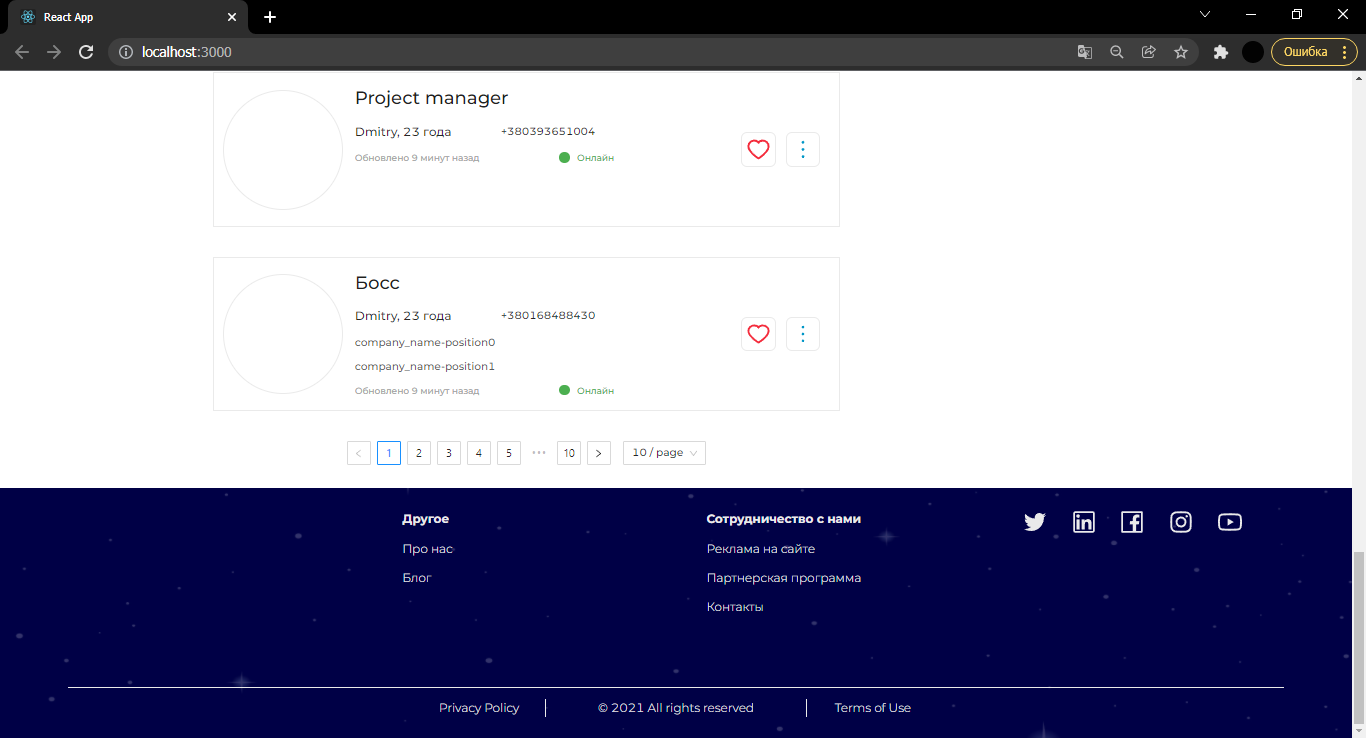 React App
localhost:3000
Ошибка
Project manager
Dmitry, 23 года +380393651004
Обновлено 9 минут назад Онлайн
Босс
Dmitry, 23 года +380168488430
company_name-position0
company_name-position1
Обновлено 9 минут назад Онлайн
< 1 2 3 4 5 ••• 10 > 10 / page
Другое
Про нас
Блог
Сотрудничество с нами
Реклама на сайте
Партнерская программа
Контакты
Privacy Policy © 2021 All rights reserved Terms of Use